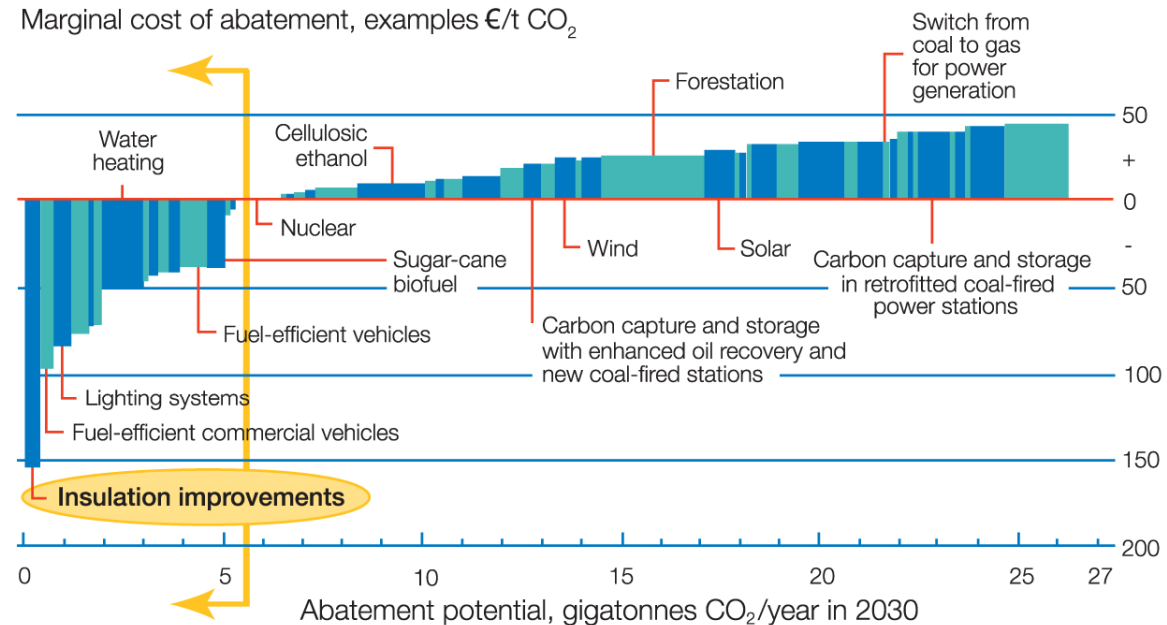 Marginal cost of abatement, examples €/t CO₂
Switch from
coal to gas
for power
generation
Forestation
50
Water
heating
Cellulosic
ethanol
+
0
Nuclear
Wind
Solar
-
Sugar-cane
biofuel
Carbon capture and storage
in retrofitted coal-fired
power stations
50
Fuel-efficient vehicles
Carbon capture and storage
with enhanced oil recovery and
new coal-fired stations
100
Lighting systems
Fuel-efficient commercial vehicles
150
Insulation improvements
200
0 5 10 15 20 25 27
Abatement potential, gigatonnes CO₂/year in 2030